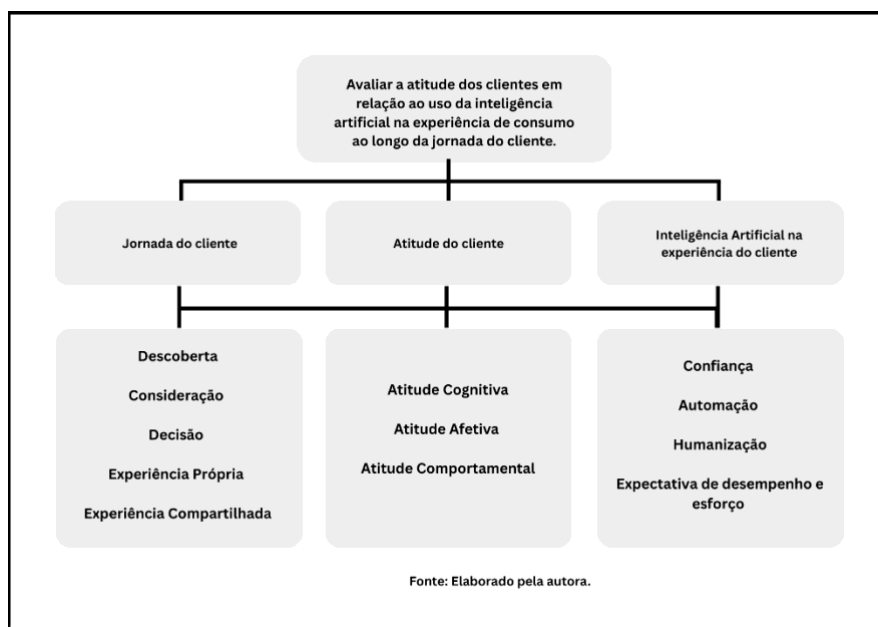 Avaliar a atitude dos clientes em
relação ao uso da inteligência
artificial na experiência de consumo
ao longo da jornada do cliente.
Jornada do cliente
Atitude do cliente
Inteligência Artificial na
experiência do cliente
Descoberta
Consideração
Decisão
Experiência Própria
Experiência Compartilhada
Atitude Cognitiva
Atitude Afetiva
Atitude Comportamental
Confiança
Automação
Humanização
Expectativa de desempenho e
esforço
Fonte: Elaborado pela autora.